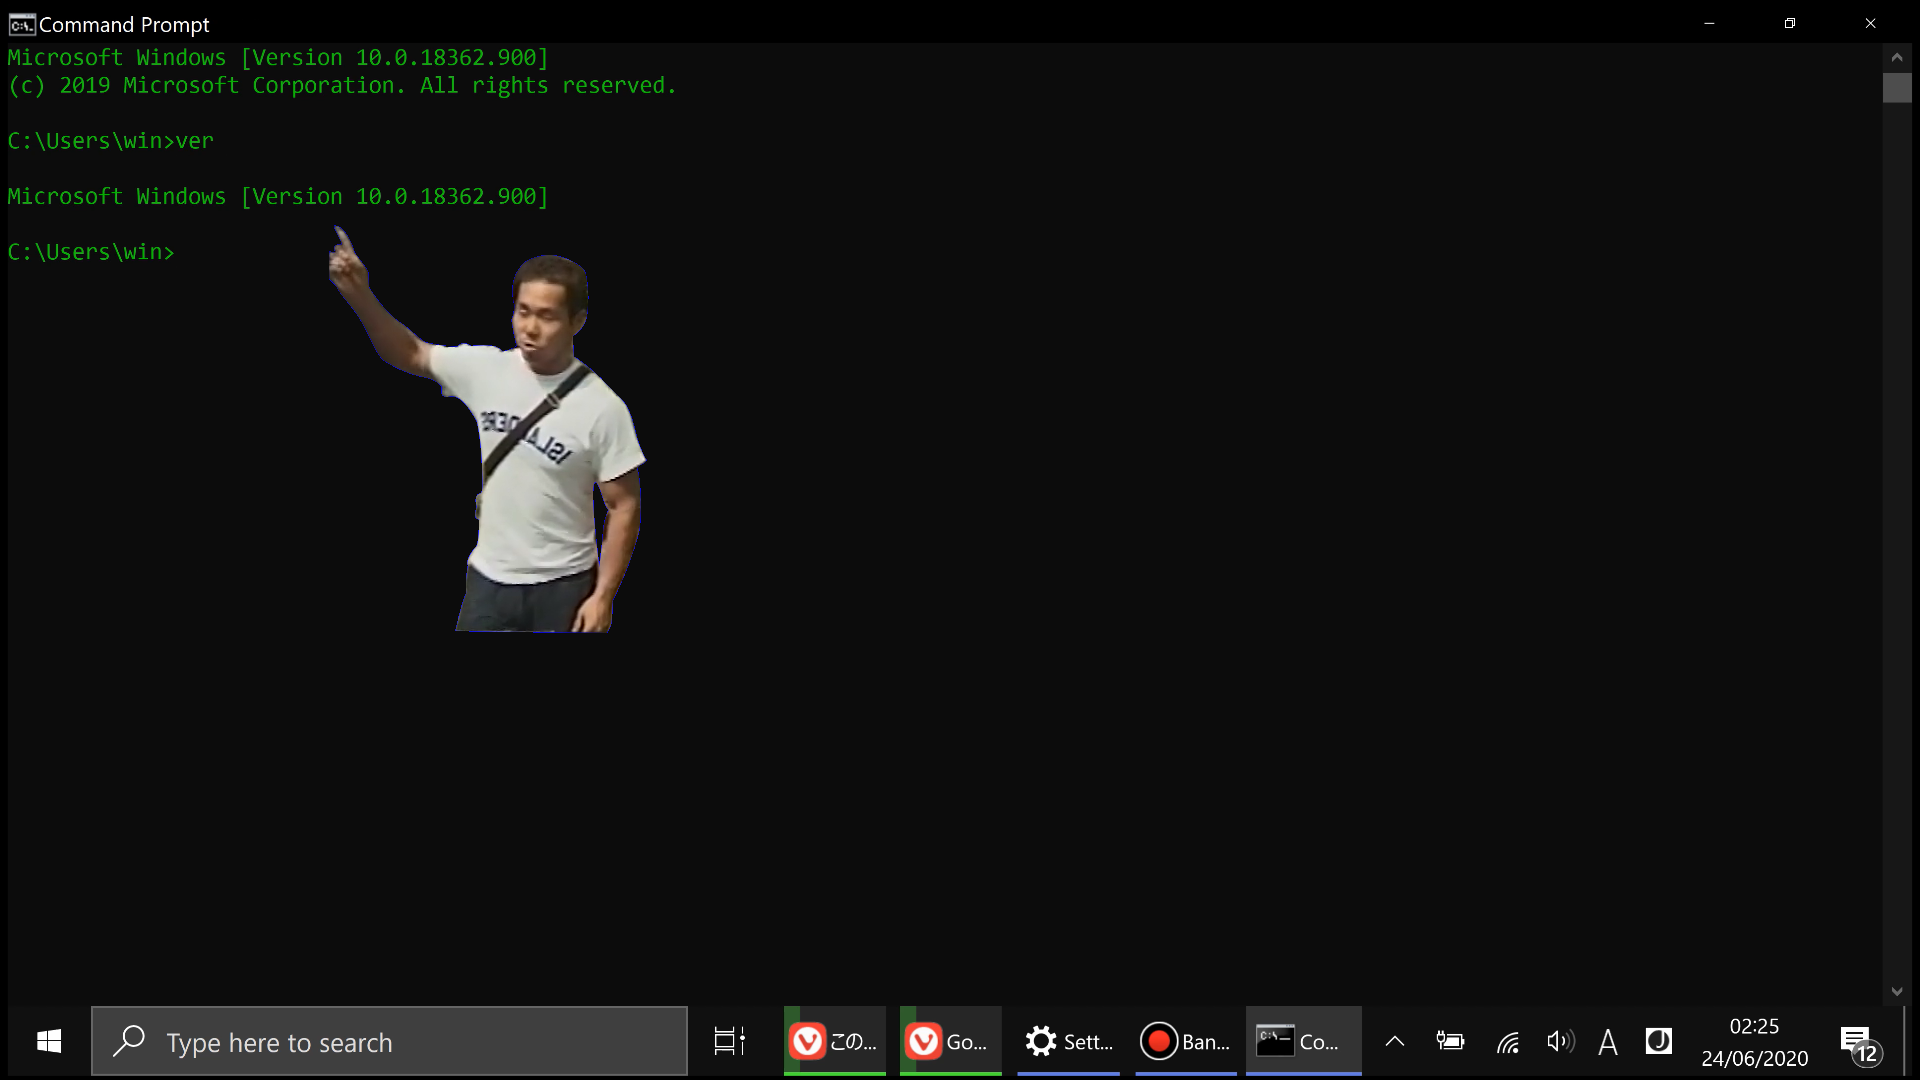 Command Prompt
Microsoft Windows [Version 10.0.18362.900]
(c) 2019 Microsoft Corporation. All rights reserved.
C:\Users\win>ver
Microsoft Windows [Version 10.0.18362.900]
C:\Users\win>
ISLANDERS
Type here to search
この...
Go...
Sett...
Ban...
Co...
A
J
02:25
24/06/2020
12